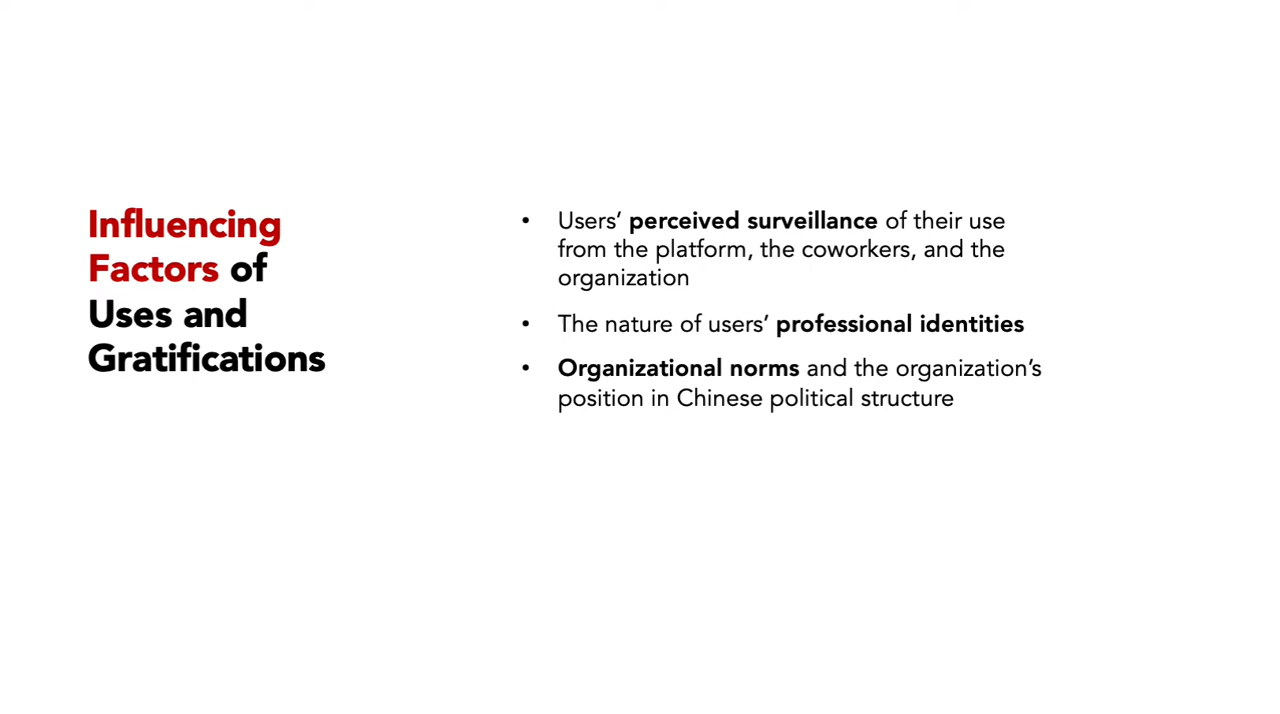 Influencing
Factors of
Uses and
Gratifications
• Users’ perceived surveillance of their use
from the platform, the coworkers, and the
organization
• The nature of users’ professional identities
• Organizational norms and the organization’s
position in Chinese political structure